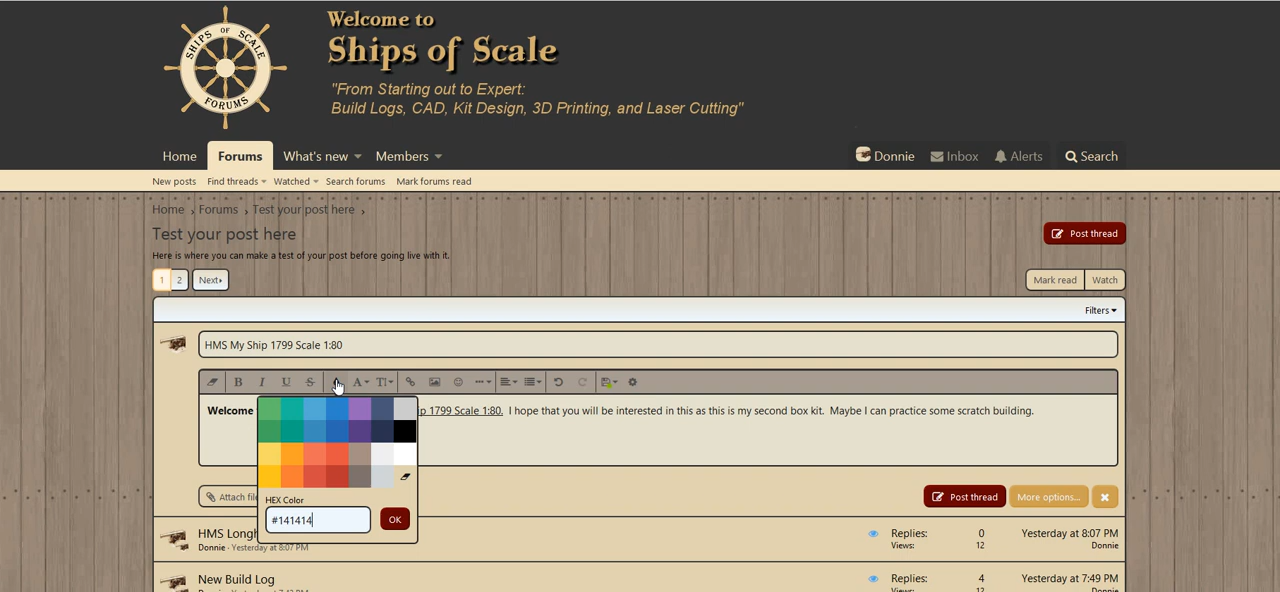 SHIPS OF SCALE
FORUMS
Welcome to
Ships of Scale
"From Starting out to Expert:
Build Logs, CAD, Kit Design, 3D Printing, and Laser Cutting"
Home Forums What's new Members Donnie Inbox Alerts Search
New posts Find threads Watched Search forums Mark forums read
Home › Forums › Test your post here ›
Test your post here
Post thread
Here is where you can make a test of your post before going live with it.
1 2 Next Mark read Watch
Filters
HMS My Ship 1799 Scale 1:80
B I U S A T
Welcome p 1799 Scale 1:80. I hope that you will be interested in this as this is my second box kit. Maybe I can practice some scratch building.
Attach Post thread More options...
HEX Color
#141414 OK
HMS Replies: 0 Yesterday at 8:07 PM
Donnie · Yesterday at 8:07 PM Views: 12 Donnie
New Build Log Replies: 4 Yesterday at 7:49 PM
Views: 12 Donnie